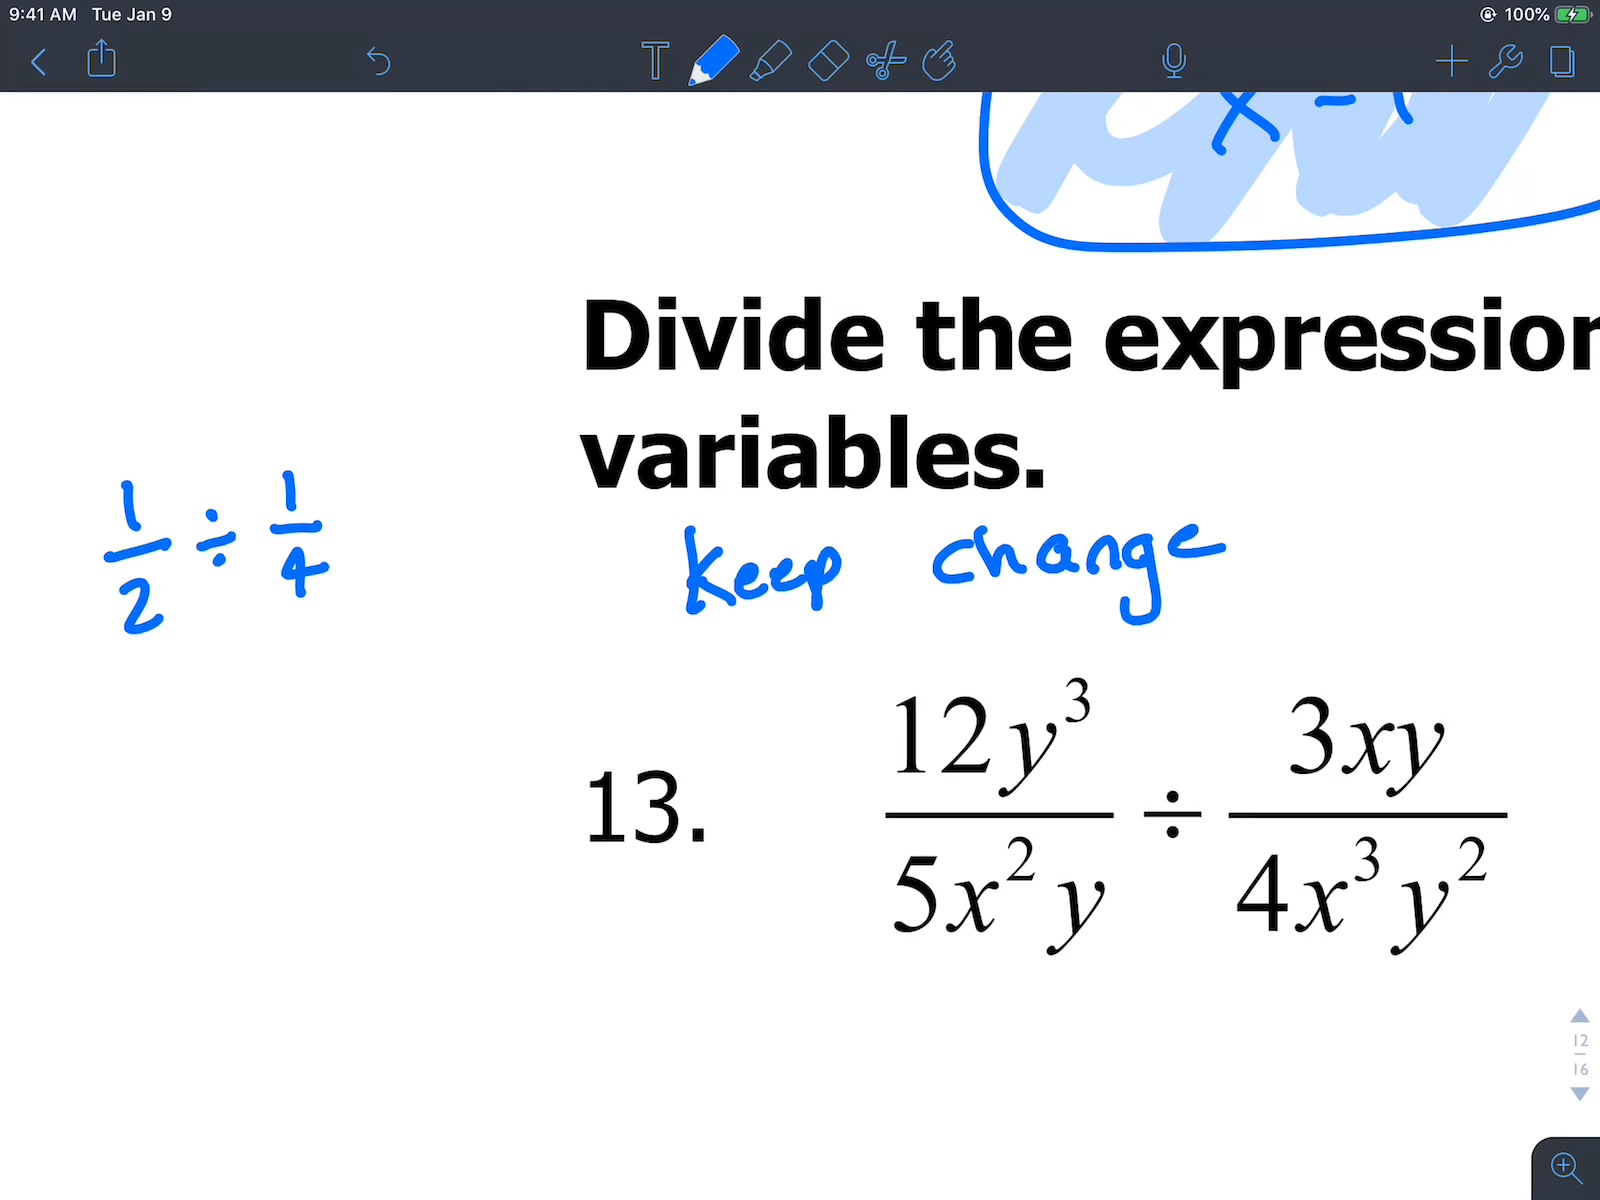 9:41 AM Tue Jan 9
100%
T
x -
Divide the expression
variables.
1/2 ÷ 1/4
Keep change
13. 12y³/5x²y ÷ 3xy/4x³y²
12
16